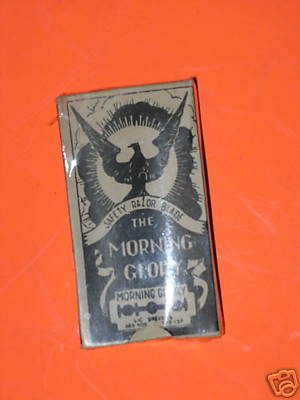 SAFETY RAZOR BLADE
THE
MORNING
GLORY
MORNING GLORY